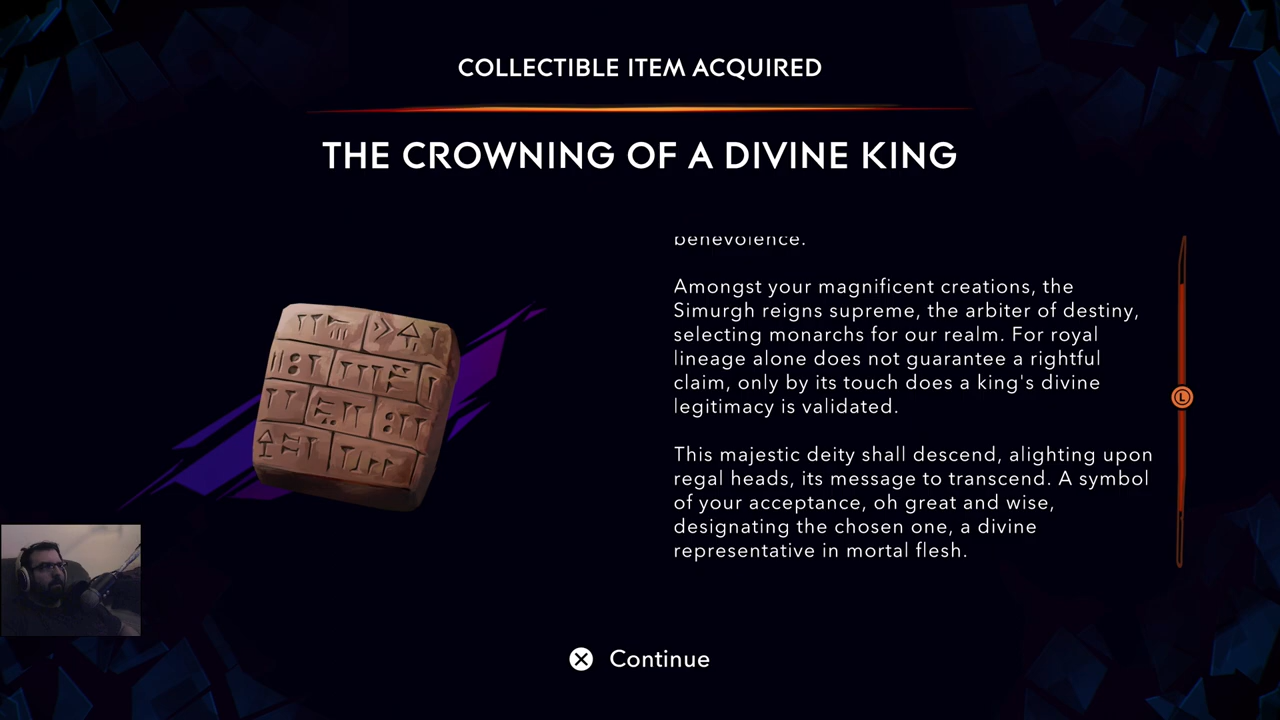 COLLECTIBLE ITEM ACQUIRED
THE CROWNING OF A DIVINE KING
benevolence.
Amongst your magnificent creations, the
Simurgh reigns supreme, the arbiter of destiny,
selecting monarchs for our realm. For royal
lineage alone does not guarantee a rightful
claim, only by its touch does a king's divine
legitimacy is validated.
This majestic deity shall descend, alighting upon
regal heads, its message to transcend. A symbol
of your acceptance, oh great and wise,
designating the chosen one, a divine
representative in mortal flesh.
L
Continue